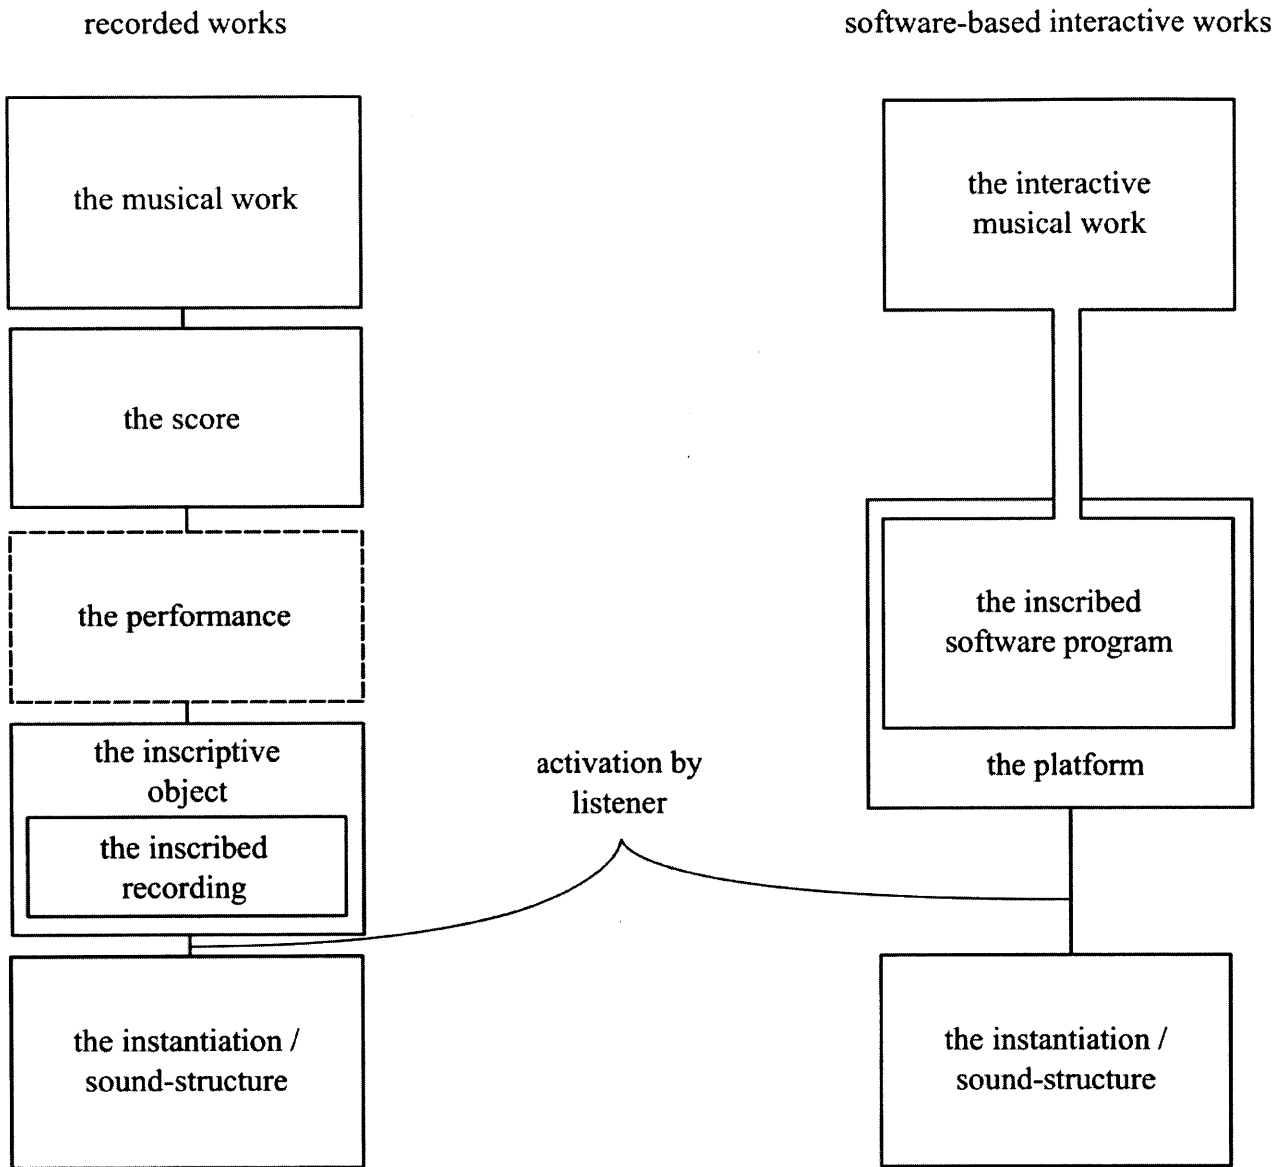 recorded works
software-based interactive works
the musical work
the score
the performance
the inscriptive
object
the inscribed
recording
the instantiation /
sound-structure
activation by
listener
the interactive
musical work
the inscribed
software program
the platform
the instantiation /
sound-structure